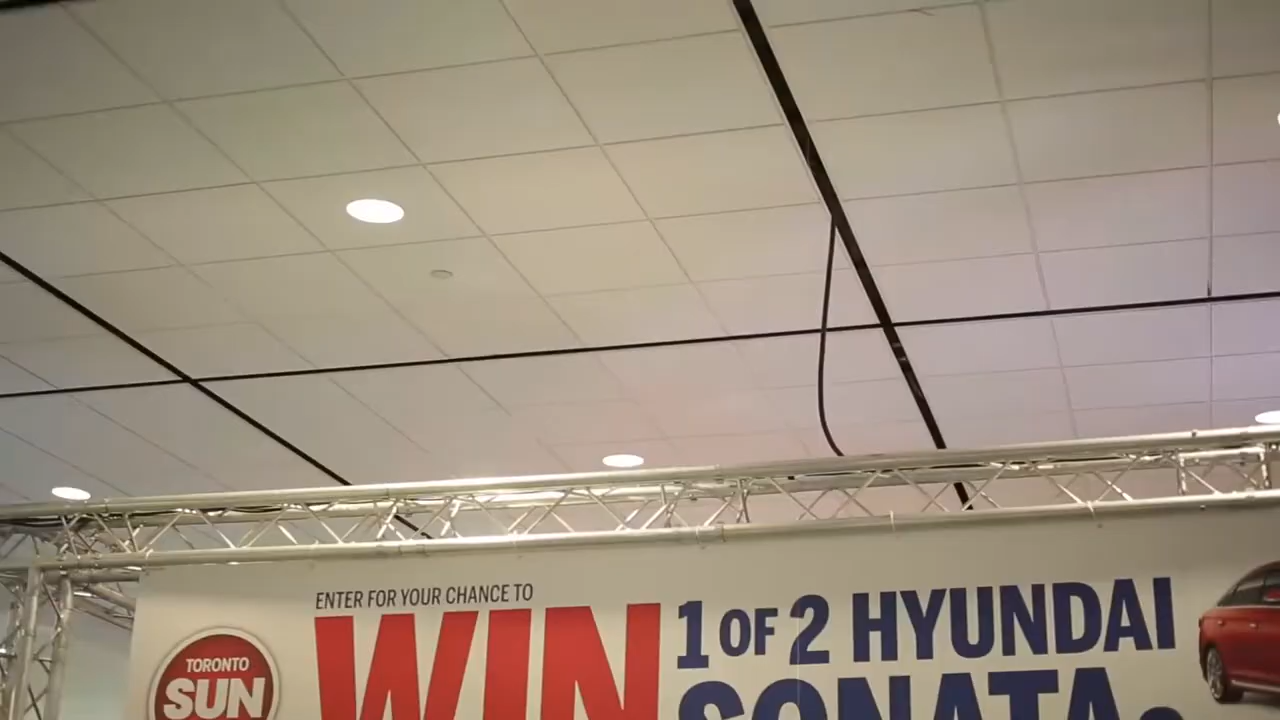 ENTER FOR YOUR CHANCE TO
WIN 1 OF 2 HYUNDAI
SONATA
TORONTO
SUN